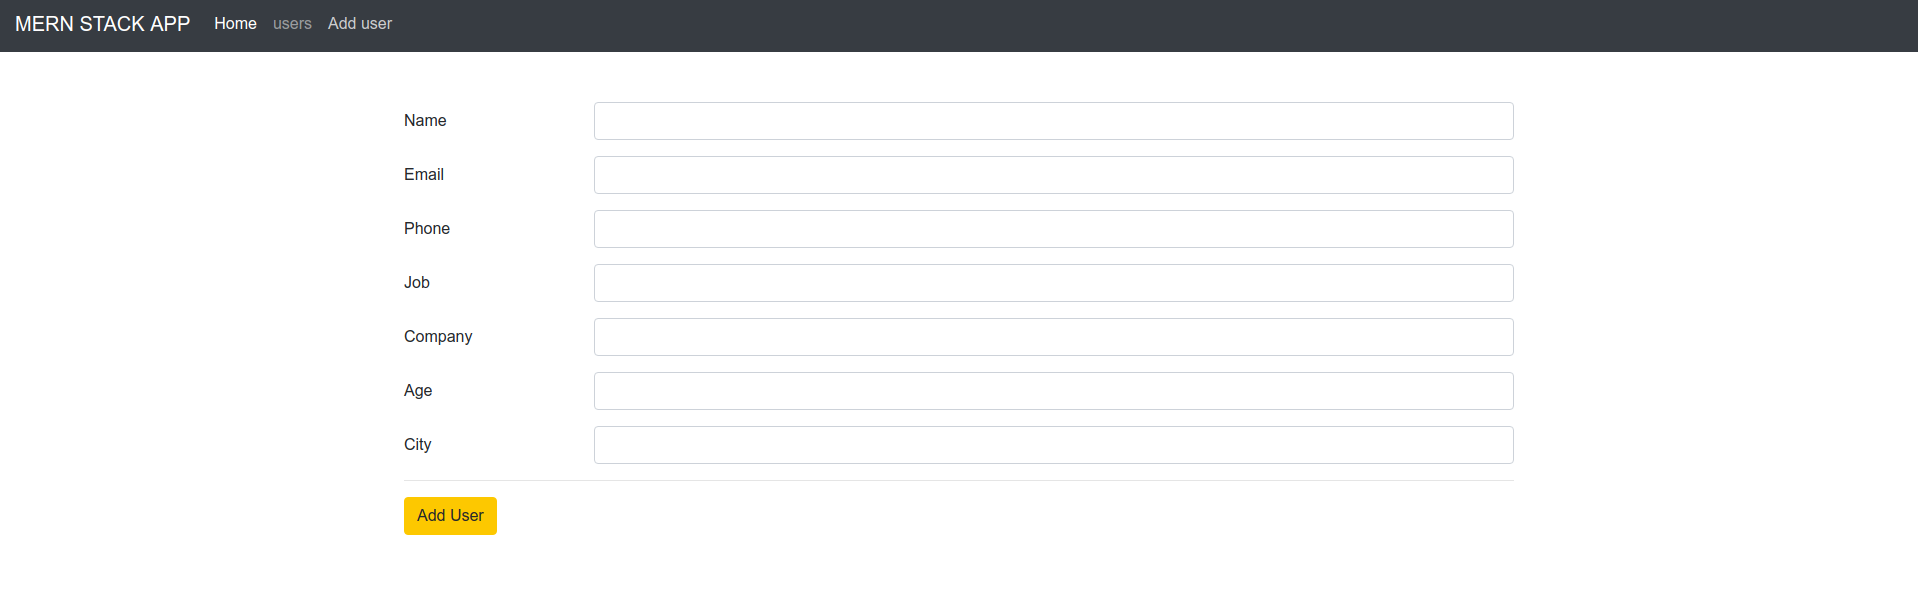 MERN STACK APP Home users Add user
Name
Email
Phone
Job
Company
Age
City
Add User